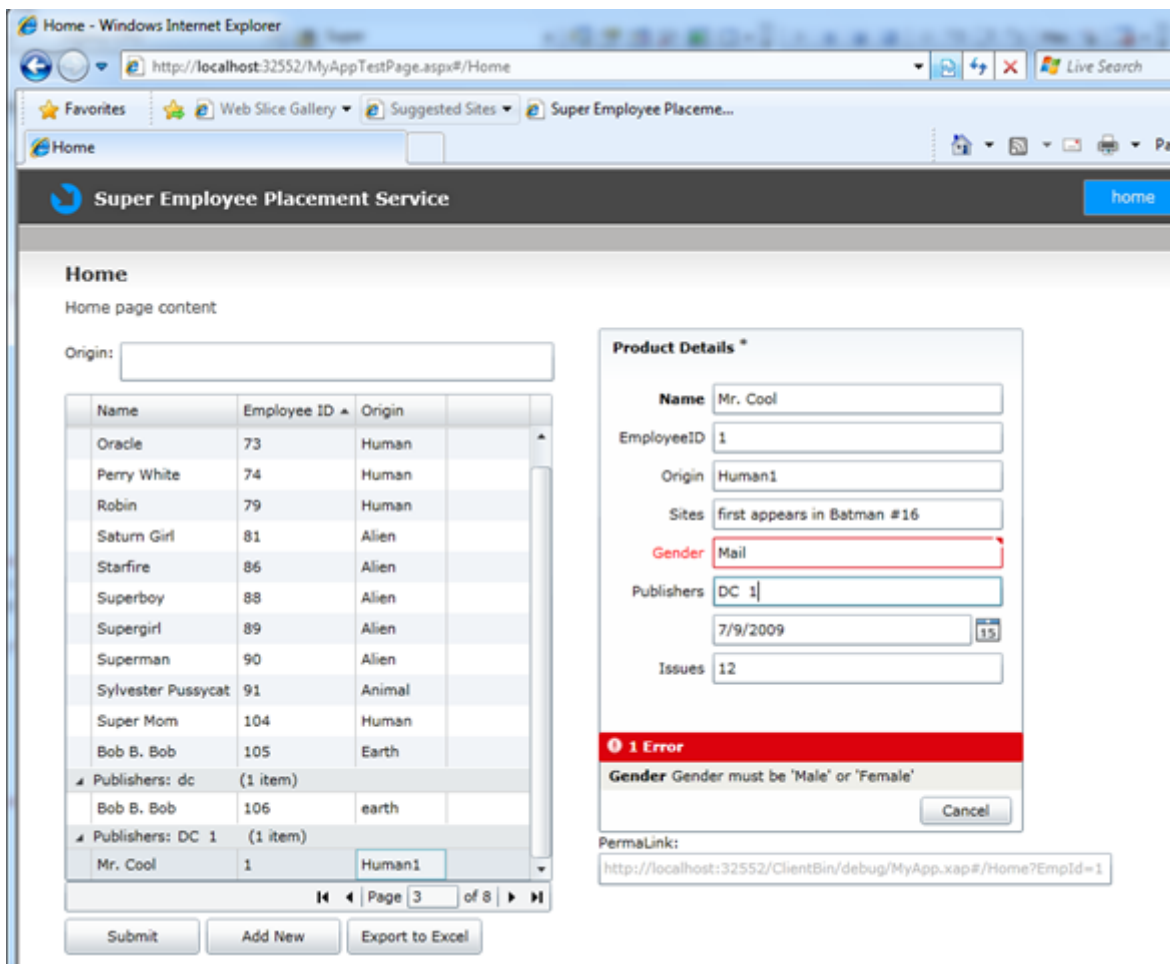 Home - Windows Internet Explorer
http://localhost:32552/MyAppTestPage.aspx#/Home
Live Search
Favorites Web Slice Gallery Suggested Sites Super Employee Placeme...
Home
Super Employee Placement Service
home
Home
Home page content
Origin:
Name Employee ID Origin
Oracle 73 Human
Perry White 74 Human
Robin 79 Human
Saturn Girl 81 Alien
Starfire 86 Alien
Superboy 88 Alien
Supergirl 89 Alien
Superman 90 Alien
Sylvester Pussycat 91 Animal
Super Mom 104 Human
Bob B. Bob 105 Earth
Publishers: dc (1 item)
Bob B. Bob 106 earth
Publishers: DC 1 (1 item)
Mr. Cool 1 Human1
Page 3 of 8
Submit Add New Export to Excel
Product Details *
Name Mr. Cool
EmployeeID 1
Origin Human1
Sites first appears in Batman #16
Gender Mail
Publishers DC 1
7/9/2009 15
Issues 12
1 Error
Gender Gender must be 'Male' or 'Female'
Cancel
PermaLink:
http://localhost:32552/ClientBin/debug/MyApp.xap#/Home?EmpId=1